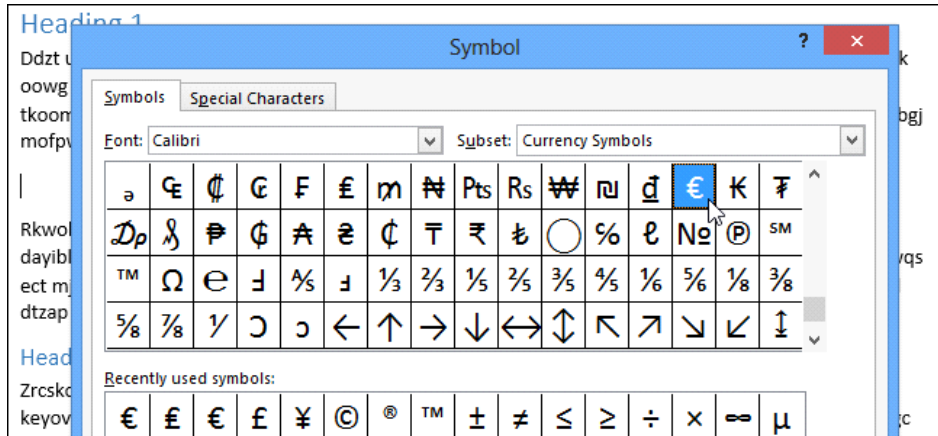 Heading 1
Symbol ?
Ddzt
k
oowg
Symbols Special Characters
tkoom
bgj
Font: Calibri Subset: Currency Symbols
ₔ ₠ ₡ ₢ ₣ ₤ ₥ ₦ ₧ ₨ ₩ ₪ ₫ € ₭ ₮
₯ ₰ ₱ ₲ ₳ ₴ ₵ ₸ ₹ ₺ ⃝ ℅ ℓ № ℗ ℠
Rkwol
dayibl
™ Ω ℮ Ⅎ ⅍ ⅎ ⅓ ⅔ ⅕ ⅖ ⅗ ⅘ ⅙ ⅚ ⅛ ⅜
vqs
ect mj
dtzap
⅝ ⅞ ⅟ Ↄ ↄ ← ↑ → ↓ ↔ ↕ ↖ ↗ ↘ ↙ ↨
Head
Recently used symbols:
Zrcskd
keyov
€ ₤ € £ ¥ © ® ™ ± ≠ ≤ ≥ ÷ × ∞ µ